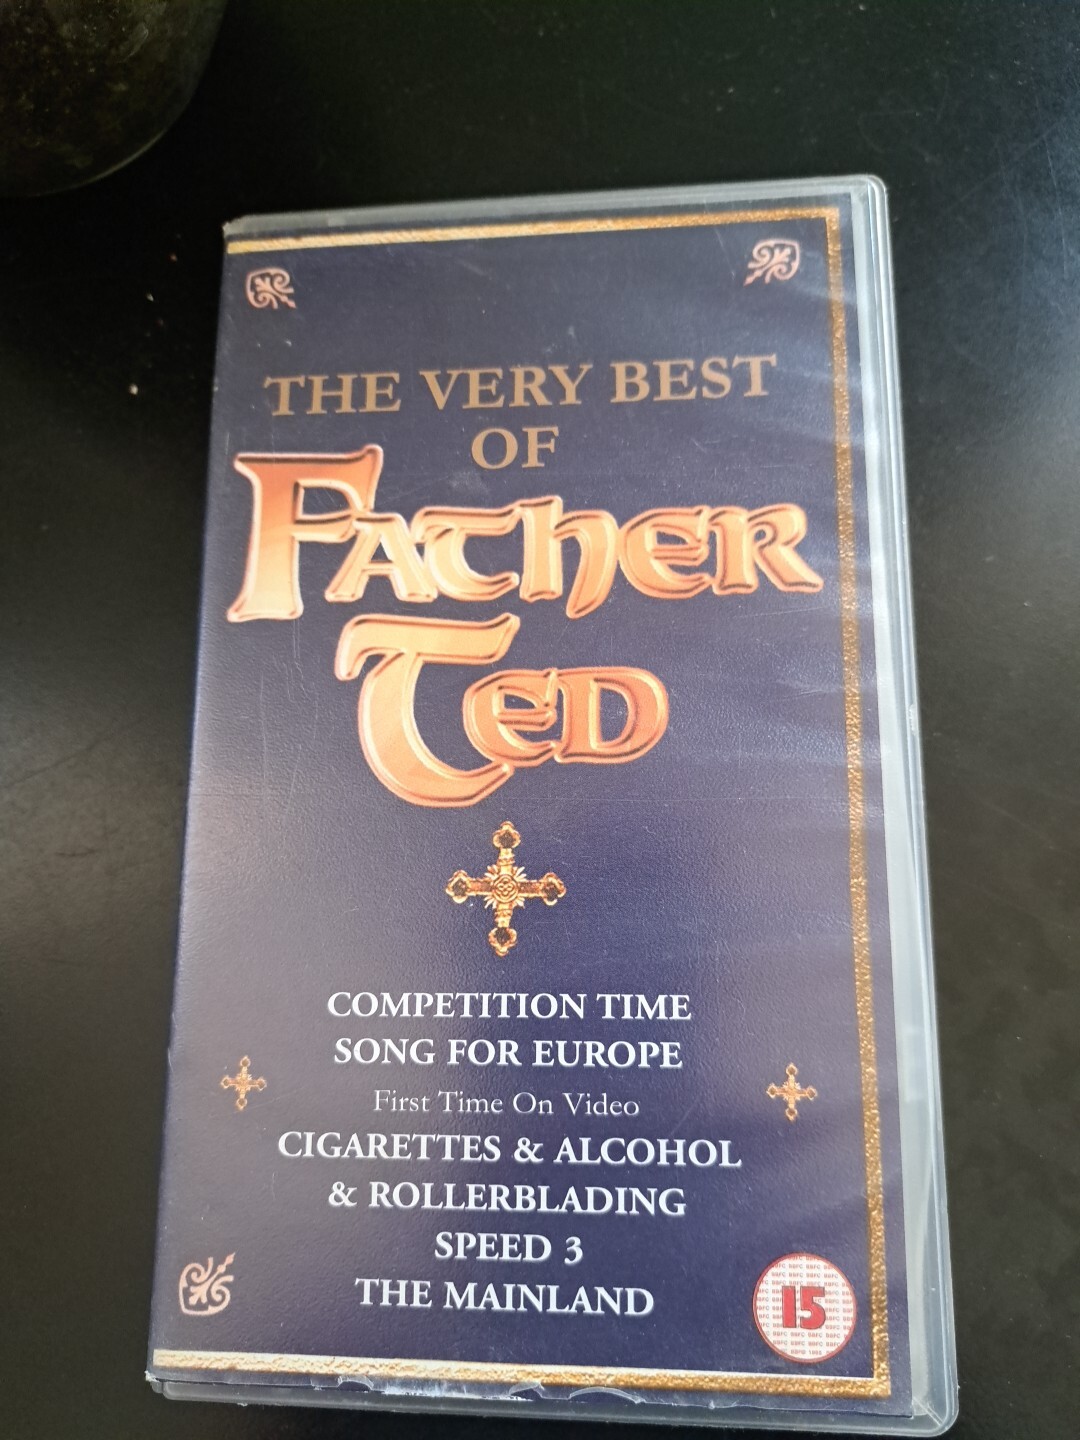 THE VERY BEST
OF
FATHER
TED
COMPETITION TIME
SONG FOR EUROPE
First Time On Video
CIGARETTES & ALCOHOL
& ROLLERBLADING
SPEED 3
THE MAINLAND
15